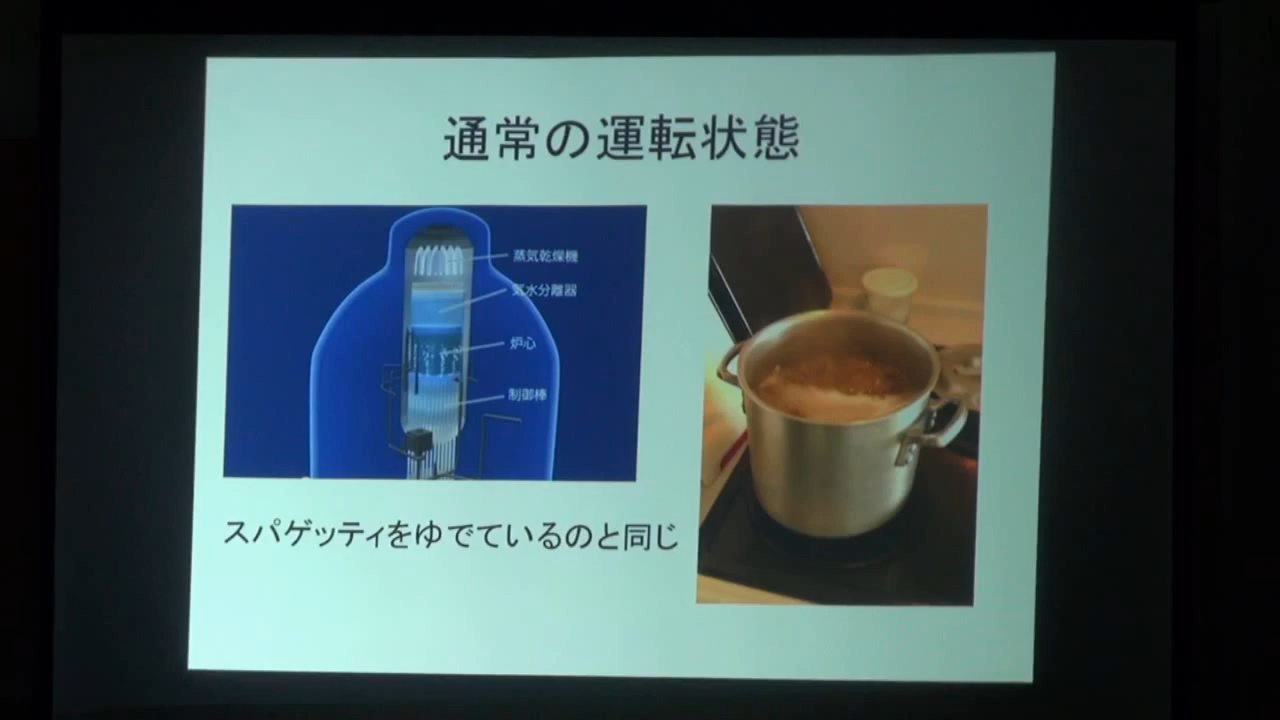 通常の運転状態
蒸気乾燥機
気水分離器
炉心
制御棒
スパゲッティをゆでているのと同じ